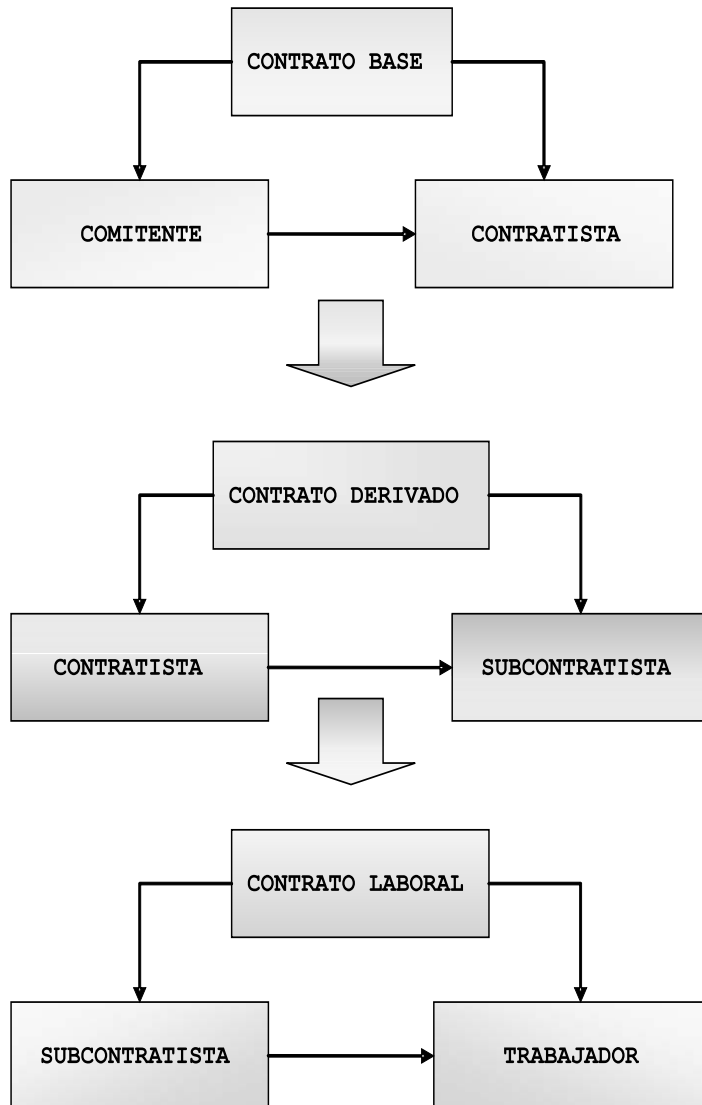 CONTRATO BASE
COMITENTE
CONTRATISTA
CONTRATO DERIVADO
CONTRATISTA
SUBCONTRATISTA
CONTRATO LABORAL
SUBCONTRATISTA
TRABAJADOR